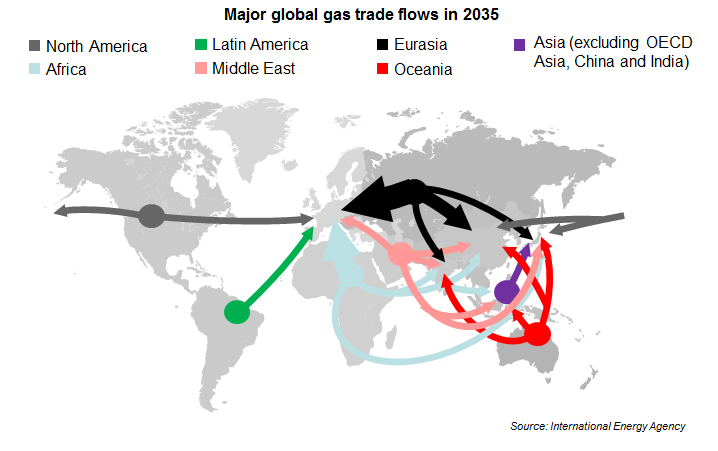 Major global gas trade flows in 2035
North America
Latin America
Eurasia
Asia (excluding OECD
Asia, China and India)
Africa
Middle East
Oceania
Source: International Energy Agency